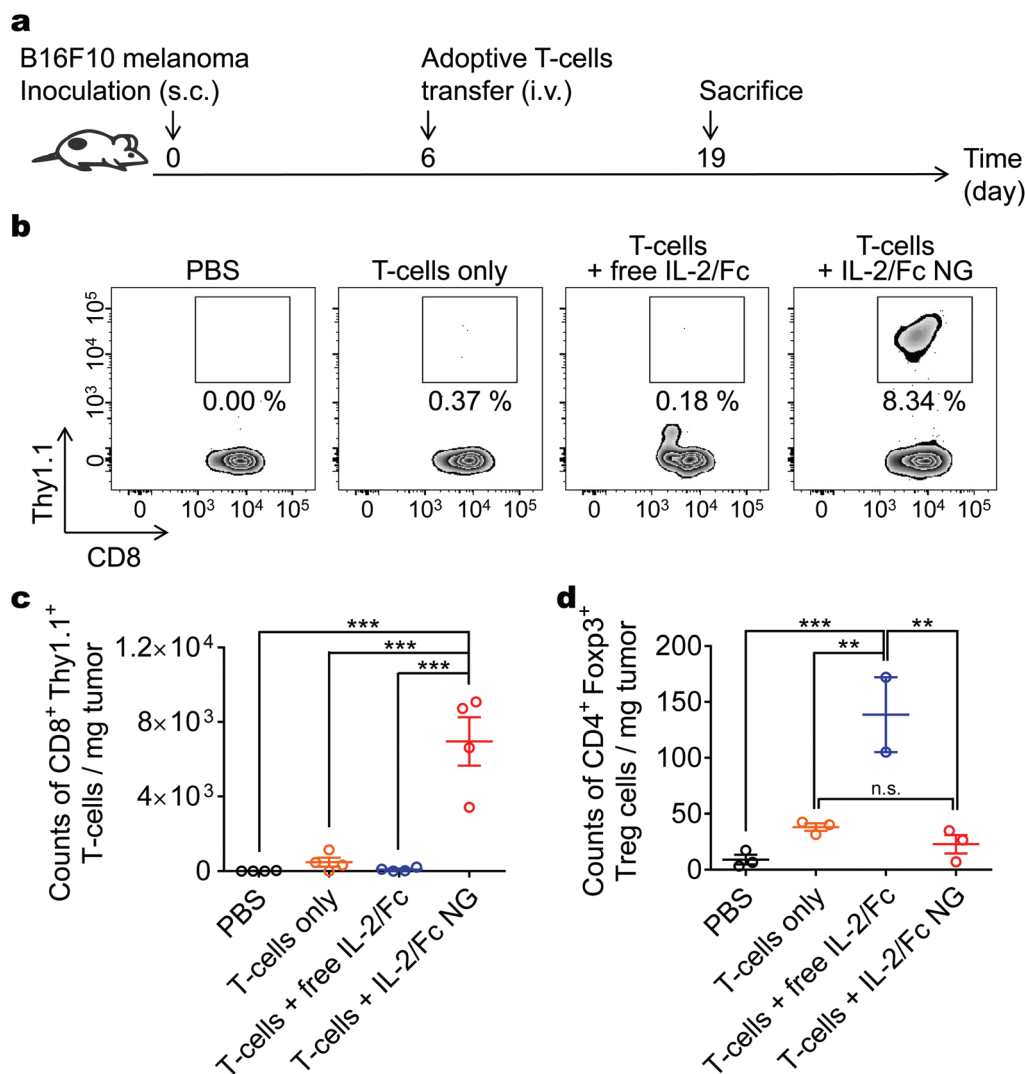 a
B16F10 melanoma
Inoculation (s.c.)
Adoptive T-cells
transfer (i.v.)
Sacrifice
0
6
19
Time
(day)
b
PBS
T-cells only
T-cells
+ free IL-2/Fc
T-cells
+ IL-2/Fc NG
10⁵
10⁴
10³
0
0.00 %
0.37 %
0.18 %
8.34 %
0 10³ 10⁴ 10⁵
0 10³ 10⁴ 10⁵
0 10³ 10⁴ 10⁵
0 10³ 10⁴ 10⁵
Thy1.1
CD8
c
Counts of CD8⁺ Thy1.1⁺
T-cells / mg tumor
1.2×10⁴
8×10³
4×10³
0
***
***
***
PBS
T-cells only
T-cells + free IL-2/Fc
T-cells + IL-2/Fc NG
d
Counts of CD4⁺ Foxp3⁺
Treg cells / mg tumor
200
150
100
50
0
***
**
**
n.s.
PBS
T-cells only
T-cells + free IL-2/Fc
T-cells + IL-2/Fc NG